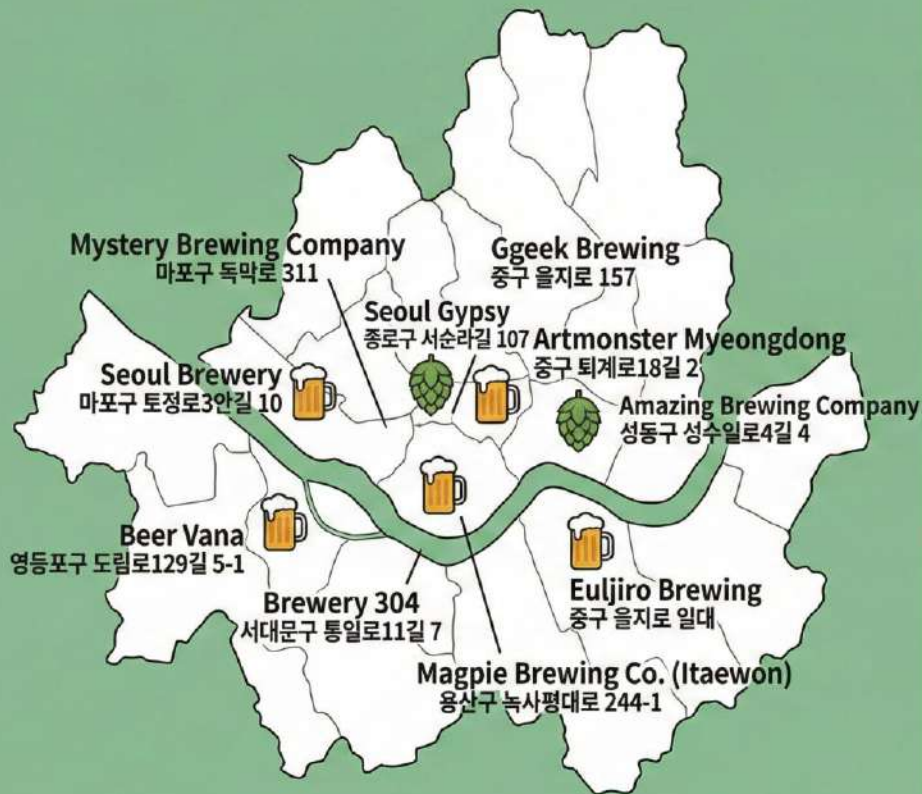 Mystery Brewing Company
마포구 독막로 311
Ggeek Brewing
중구 을지로 157
Seoul Gypsy
종로구 서순라길 107
Artmonster Myeongdong
중구 퇴계로18길 2
Seoul Brewery
마포구 토정로3안길 10
Amazing Brewing Company
성동구 성수일로4길 4
Beer Vana
영등포구 도림로129길 5-1
Brewery 304
서대문구 통일로11길 7
Euljiro Brewing
중구 을지로 일대
Magpie Brewing Co. (Itaewon)
용산구 녹사평대로 244-1